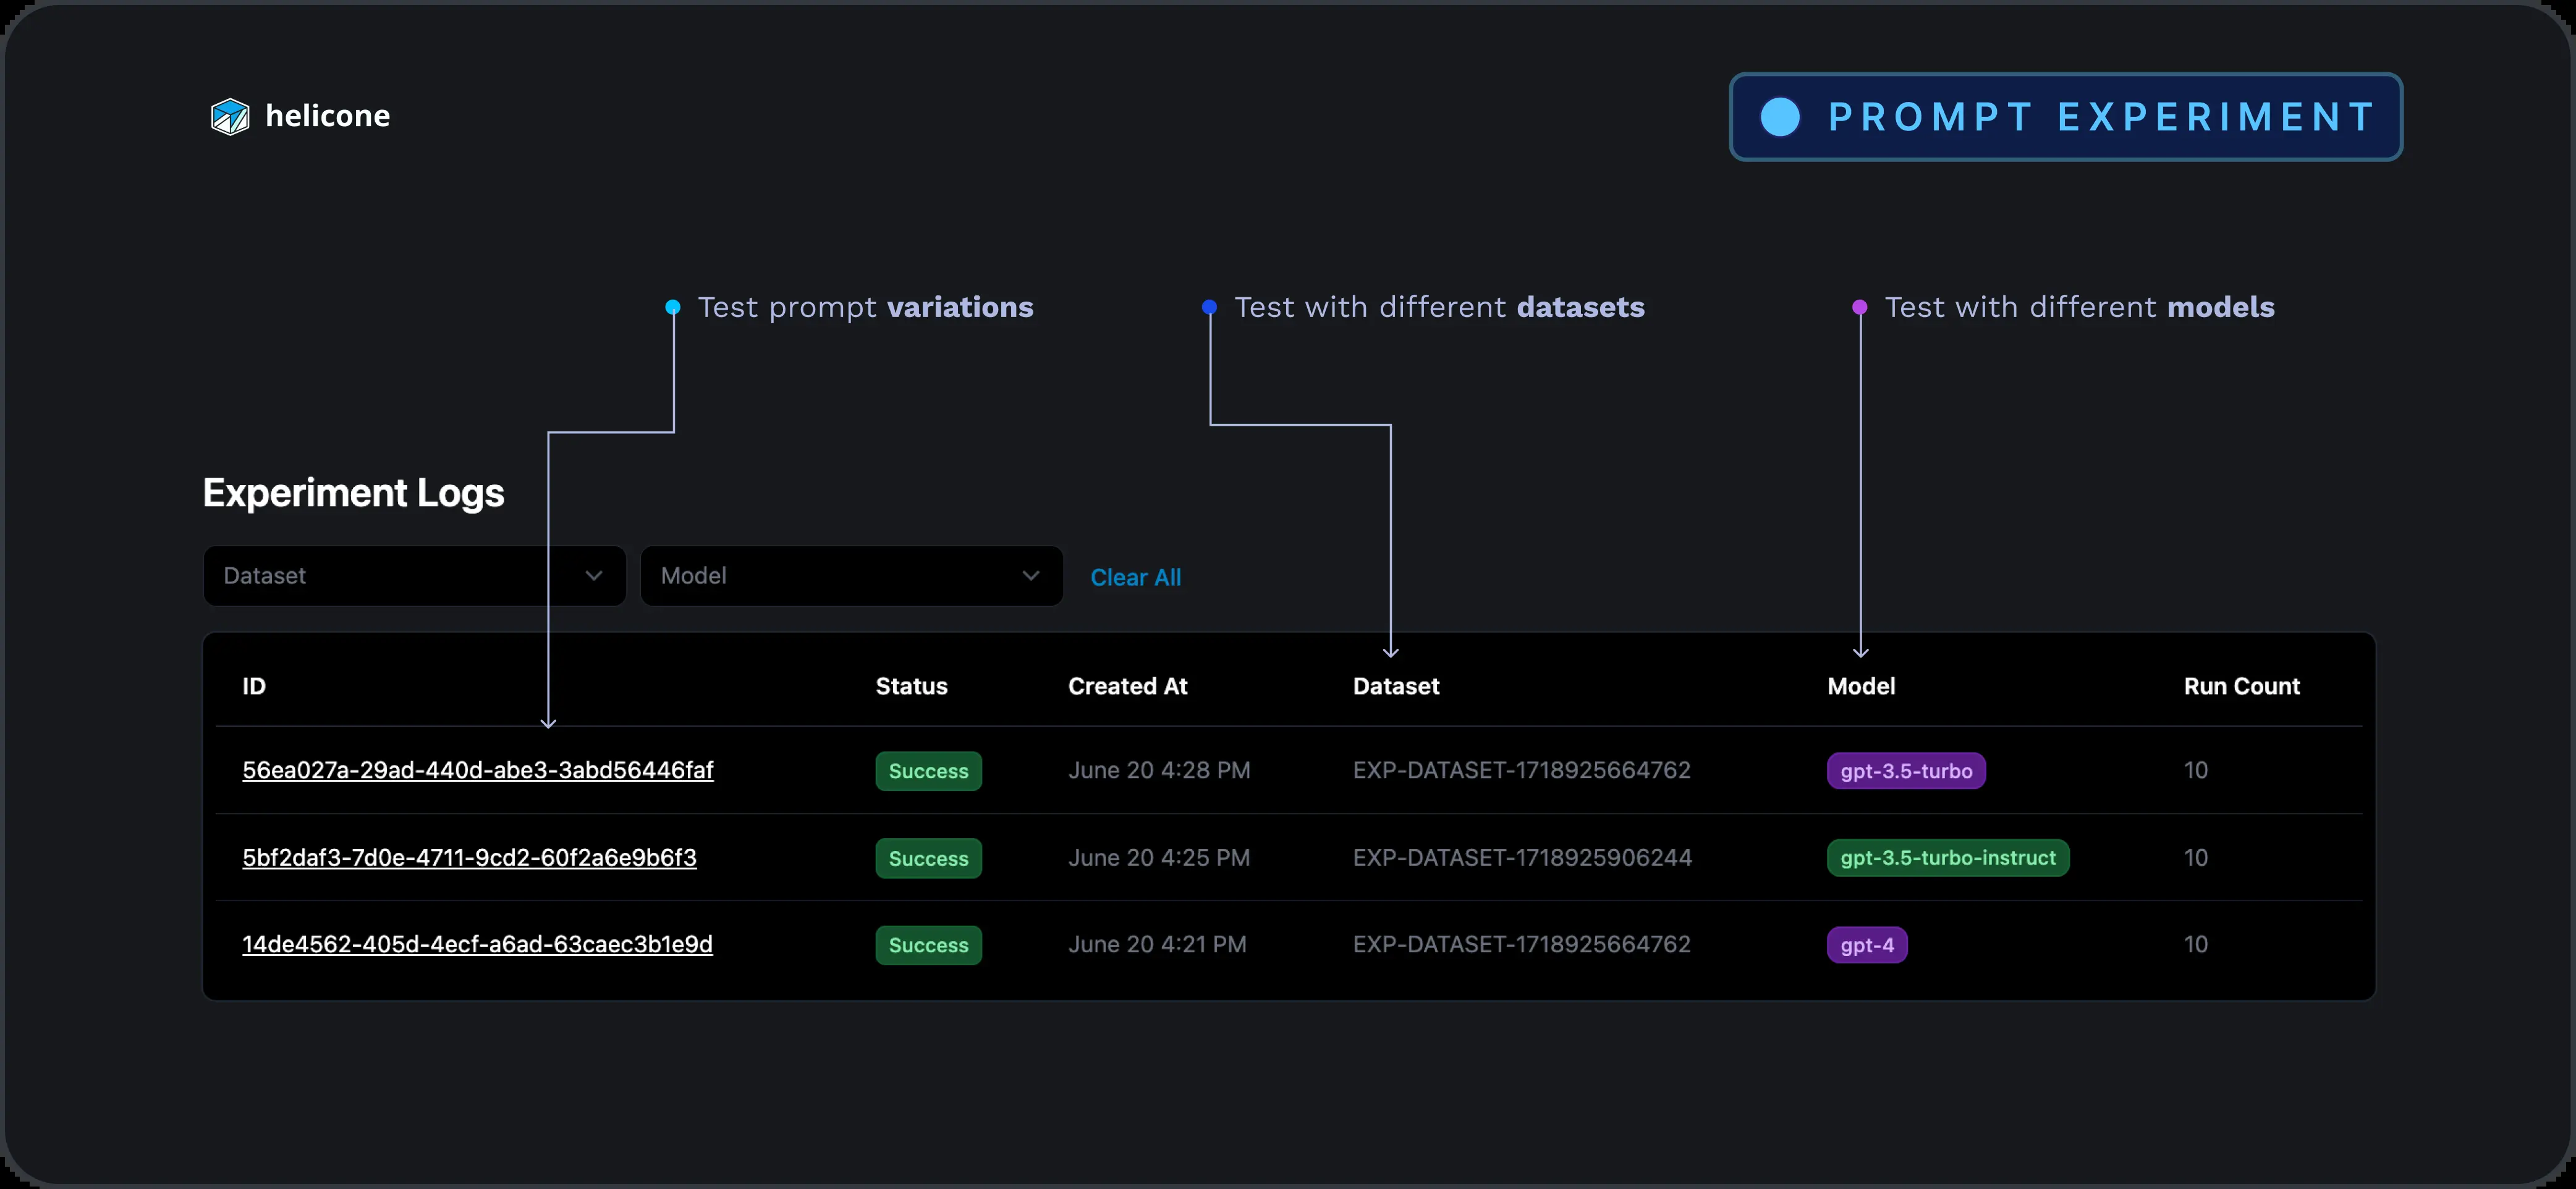 helicone
PROMPT EXPERIMENT
Test prompt variations
Test with different datasets
Test with different models
Experiment Logs
Dataset Model Clear All
ID Status Created At Dataset Model Run Count
56ea027a-29ad-440d-abe3-3abd56446faf Success June 20 4:28 PM EXP-DATASET-1718925664762 gpt-3.5-turbo 10
5bf2daf3-7d0e-4711-9cd2-60f2a6e9b6f3 Success June 20 4:25 PM EXP-DATASET-1718925906244 gpt-3.5-turbo-instruct 10
14de4562-405d-4ecf-a6ad-63caec3b1e9d Success June 20 4:21 PM EXP-DATASET-1718925664762 gpt-4 10